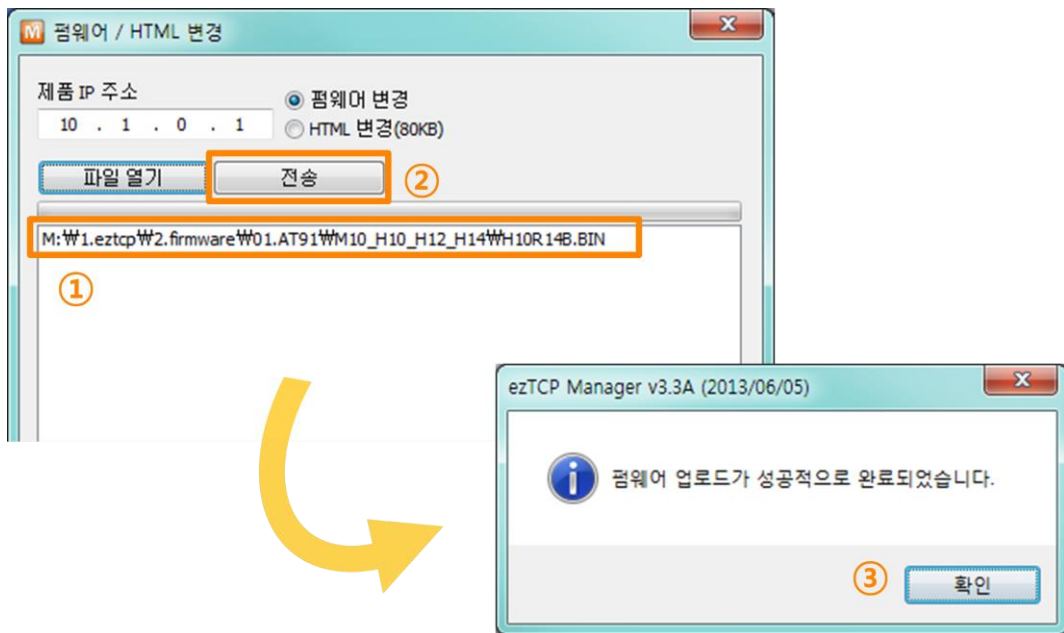 M 펌웨어 / HTML 변경
x
제품 IP 주소
10 . 1 . 0 . 1
펌웨어 변경
HTML 변경(80KB)
파일 열기
전송
②
M:₩1.eztcp₩2.firmware₩01.AT91₩M10_H10_H12_H14₩H10R14B.BIN
①
ezTCP Manager v3.3A (2013/06/05)
x
i
펌웨어 업로드가 성공적으로 완료되었습니다.
③
확인